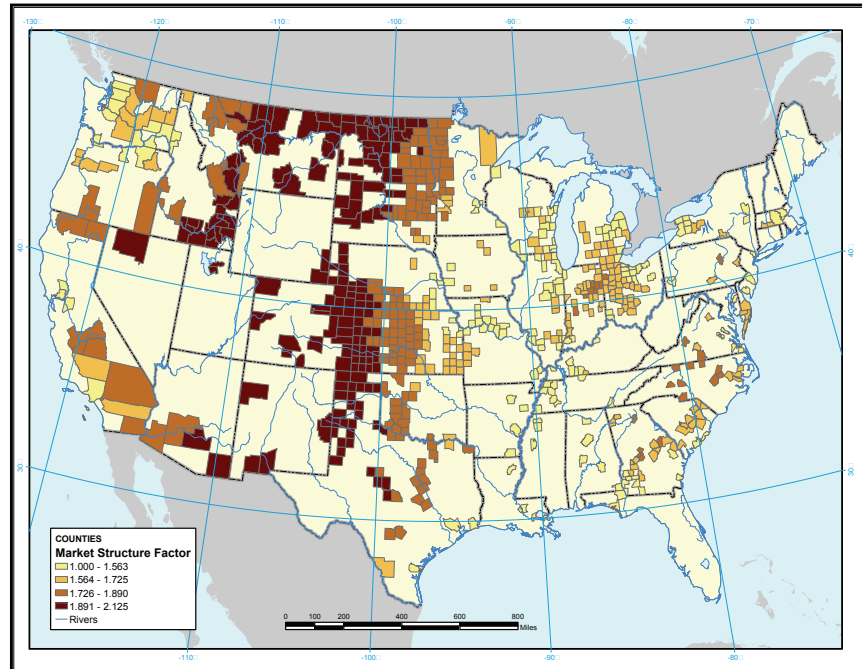 -130
-120
-110
-100
-90
-80
-70
40
30
40
30
COUNTIES
Market Structure Factor
1.000 - 1.563
1.564 - 1.725
1.726 - 1.890
1.891 - 2.125
Rivers
0 100 200 400 600 800
Miles
-110
-100
-90
-80